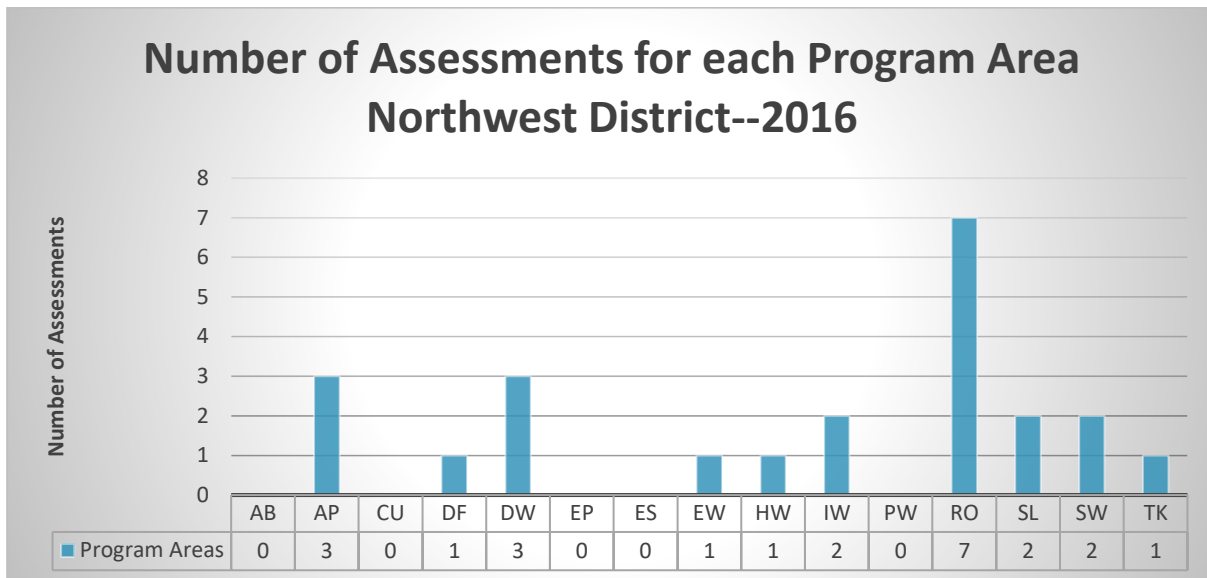 Number of Assessments for each Program Area
Northwest District--2016
Number of Assessments
8
7
6
5
4
3
2
1
0
AB AP CU DF DW EP ES EW HW IW PW RO SL SW TK
Program Areas 0 3 0 1 3 0 0 1 1 2 0 7 2 2 1